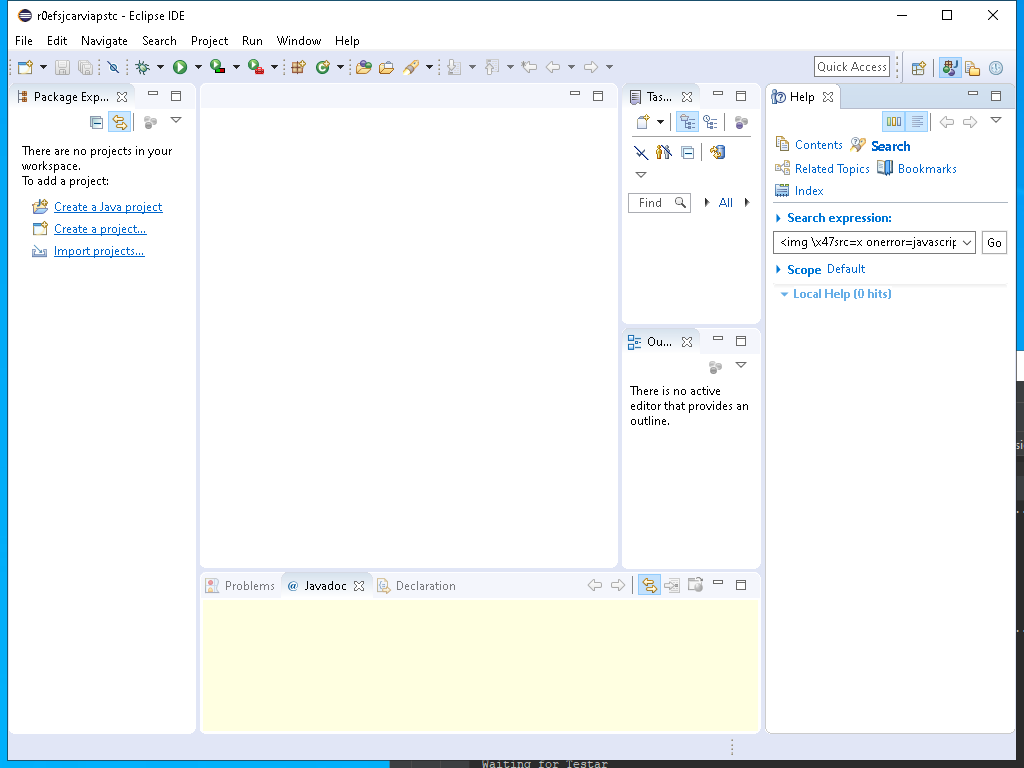 r0efsjcarviapstc - Eclipse IDE
File Edit Navigate Search Project Run Window Help
Quick Access
Package Exp...
There are no projects in your
workspace.
To add a project:
Create a Java project
Create a project...
Import projects...
Tas...
Find
All
Ou...
There is no active
editor that provides an
outline.
Help
Contents Search
Related Topics Bookmarks
Index
Search expression:
<img \x47src=x onerror=javascrip
Go
Scope Default
Local Help (0 hits)
Problems @ Javadoc Declaration
Waiting for Testar